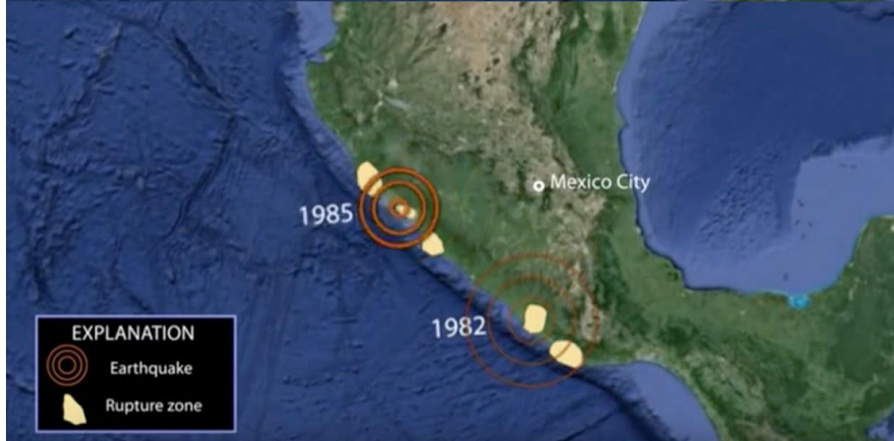 Mexico City
1985
1982
EXPLANATION
Earthquake
Rupture zone